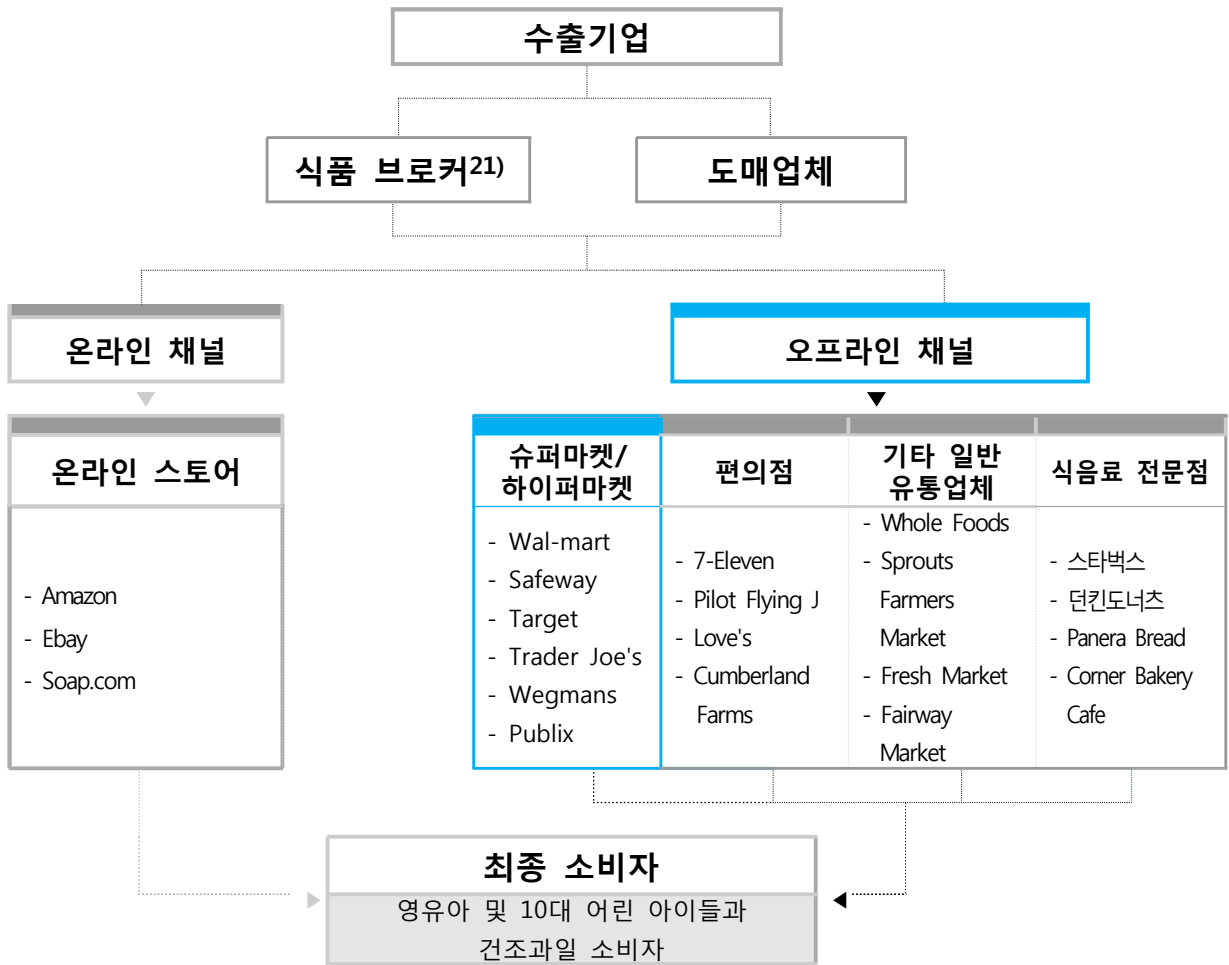 수출기업
식품 브로커21)
도매업체
온라인 채널
오프라인 채널
온라인 스토어
- Amazon
- Ebay
- Soap.com
슈퍼마켓/
하이퍼마켓
- Wal-mart
- Safeway
- Target
- Trader Joe's
- Wegmans
- Publix
편의점
- 7-Eleven
- Pilot Flying J
- Love's
- Cumberland
Farms
기타 일반
유통업체
- Whole Foods
- Sprouts
Farmers
Market
- Fresh Market
- Fairway
Market
식음료 전문점
- 스타벅스
- 던킨도너츠
- Panera Bread
- Corner Bakery
Cafe
최종 소비자
영유아 및 10대 어린 아이들과
건조과일 소비자